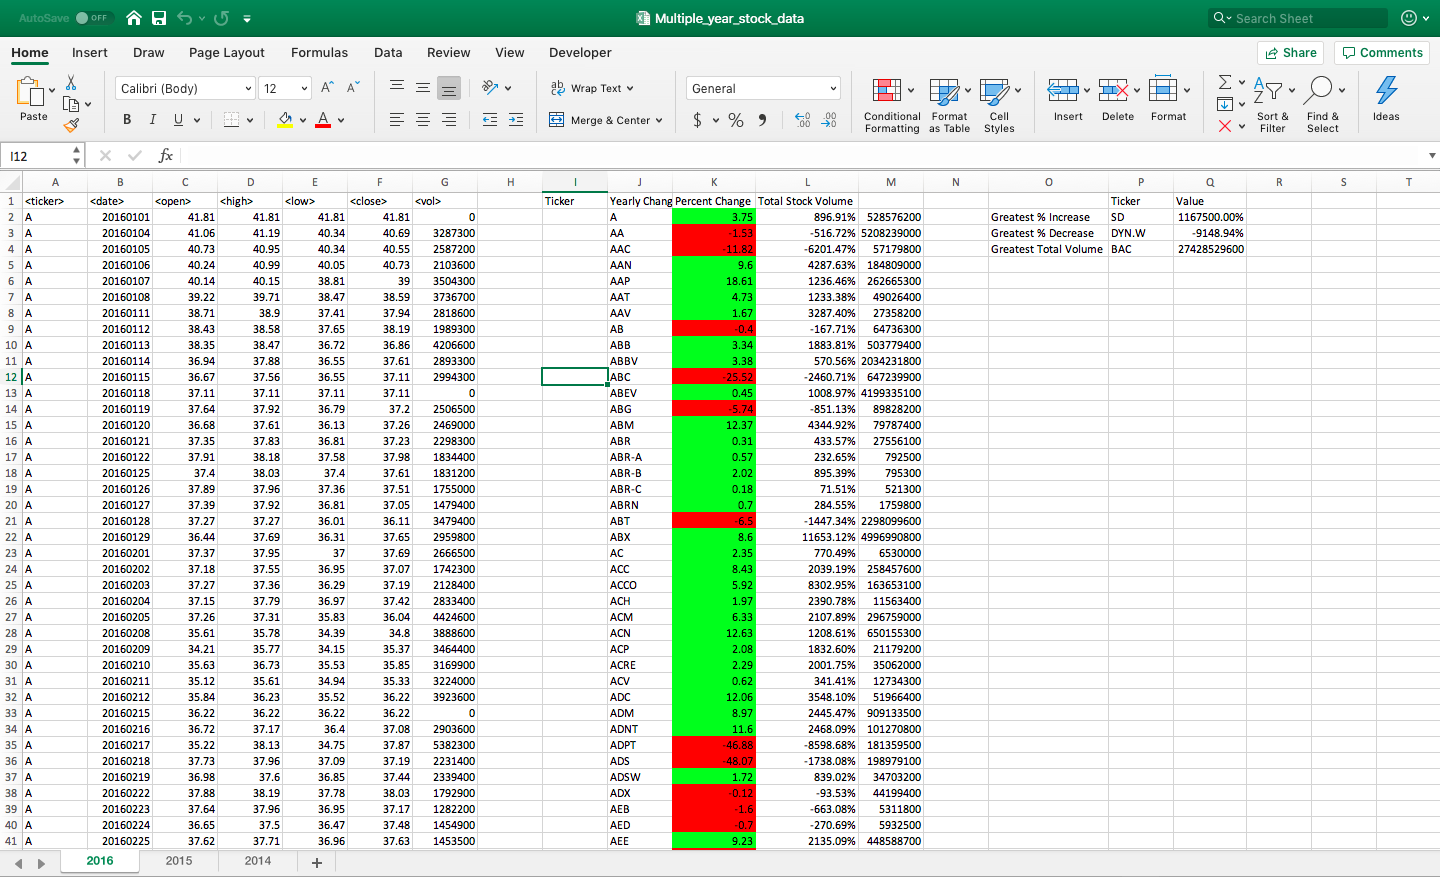 AutoSave OFF Multiple_year_stock_data Search Sheet
Home Insert Draw Page Layout Formulas Data Review View Developer Share Comments
Paste Calibri (Body) 12 A^ A˅ ab Wrap Text General Conditional Formatting Format as Table Cell Styles Insert Delete Format Sort & Filter Find & Select Ideas
B I U A Merge & Center $ % 9
I12 fx
A B C D E F G H I J K L M N O P Q R S T
1 <ticker> <date> <open> <high> <low> <close> <vol> Ticker Yearly Chang Percent Change Total Stock Volume Ticker Value
2 A 20160101 41.81 41.81 41.81 41.81 0 A 3.75 896.91% 528576200 Greatest % Increase SD 1167500.00%
3 A 20160104 41.06 41.19 40.34 40.69 3287300 AA -1.53 -516.72% 5208239000 Greatest % Decrease DYN.W -9148.94%
4 A 20160105 40.73 40.95 40.34 40.55 2587200 AAC -11.82 -6201.47% 57179800 Greatest Total Volume BAC 27428529600
5 A 20160106 40.24 40.99 40.05 40.73 2103600 AAN 9.6 4287.63% 184809000
6 A 20160107 40.14 40.15 38.81 39 3504300 AAP 18.61 1236.46% 262665300
7 A 20160108 39.22 39.71 38.47 38.59 3736700 AAT 4.73 1233.38% 49026400
8 A 20160111 38.71 38.9 37.41 37.94 2818600 AAV 1.67 3287.40% 27358200
9 A 20160112 38.43 38.58 37.65 38.19 1989300 AB -0.4 -167.71% 64736300
10 A 20160113 38.35 38.47 36.72 36.86 4206600 ABB 3.34 1883.81% 503779400
11 A 20160114 36.94 37.88 36.55 37.61 2893300 ABBV 3.38 570.56% 2034231800
12 A 20160115 36.67 37.56 36.55 37.11 2994300 ABC -25.52 -2460.71% 647239900
13 A 20160118 37.11 37.11 37.11 37.11 0 ABEV 0.45 1008.97% 4199335100
14 A 20160119 37.64 37.92 36.79 37.2 2506500 ABG -5.74 -851.13% 89828200
15 A 20160120 36.68 37.61 36.13 37.26 2469000 ABM 12.37 4344.92% 79787400
16 A 20160121 37.35 37.83 36.81 37.23 2298300 ABR 0.31 433.57% 27556100
17 A 20160122 37.91 38.18 37.58 37.98 1834400 ABR-A 0.57 232.65% 792500
18 A 20160125 37.4 38.03 37.4 37.61 1831200 ABR-B 2.02 895.39% 795300
19 A 20160126 37.89 37.96 37.36 37.51 1755000 ABR-C 0.18 71.51% 521300
20 A 20160127 37.39 37.92 36.81 37.05 1479400 ABRN 0.7 284.55% 1759800
21 A 20160128 37.27 37.27 36.01 36.11 3479400 ABT -6.5 -1447.34% 2298099600
22 A 20160129 36.44 37.69 36.31 37.65 2959800 ABX 8.6 11653.12% 4996990800
23 A 20160201 37.37 37.95 37 37.69 2666500 AC 2.35 770.49% 6530000
24 A 20160202 37.18 37.55 36.95 37.07 1742300 ACC 8.43 2039.19% 258457600
25 A 20160203 37.27 37.36 36.29 37.19 2128400 ACCO 5.92 8302.95% 163653100
26 A 20160204 37.15 37.79 36.97 37.42 2833400 ACH 1.97 2390.78% 11563400
27 A 20160205 37.26 37.31 35.83 36.04 4424600 ACM 6.33 2107.89% 296759000
28 A 20160208 35.61 35.78 34.39 34.8 3888600 ACN 12.63 1208.61% 650155300
29 A 20160209 34.21 35.77 34.15 35.37 3464400 ACP 2.08 1832.60% 21179200
30 A 20160210 35.63 36.73 35.53 35.85 3169900 ACRE 2.29 2001.75% 35062000
31 A 20160211 35.12 35.61 34.94 35.33 3224000 ACV 0.62 341.41% 12734300
32 A 20160212 35.84 36.23 35.52 36.22 3923600 ADC 12.06 3548.10% 51966400
33 A 20160215 36.22 36.22 36.22 36.22 0 ADM 8.97 2445.47% 909133500
34 A 20160216 36.72 37.17 36.4 37.08 2903600 ADNT 11.6 2468.09% 101270800
35 A 20160217 35.22 38.13 34.75 37.87 5382300 ADPT -46.88 -8598.68% 181359500
36 A 20160218 37.73 37.96 37.09 37.19 2231400 ADS -48.07 -1738.08% 198979100
37 A 20160219 36.98 37.6 36.85 37.44 2339400 ADSW 1.72 839.02% 34703200
38 A 20160222 37.88 38.19 37.78 38.03 1792900 ADX -0.12 -93.53% 44199400
39 A 20160223 37.64 37.96 36.95 37.17 1282200 AEB -1.6 -663.08% 5311800
40 A 20160224 36.65 37.5 36.47 37.48 1454900 AED -0.7 -270.69% 5932500
41 A 20160225 37.62 37.71 36.96 37.63 1453500 AEE 9.23 2135.09% 448588700
2016 2015 2014 +